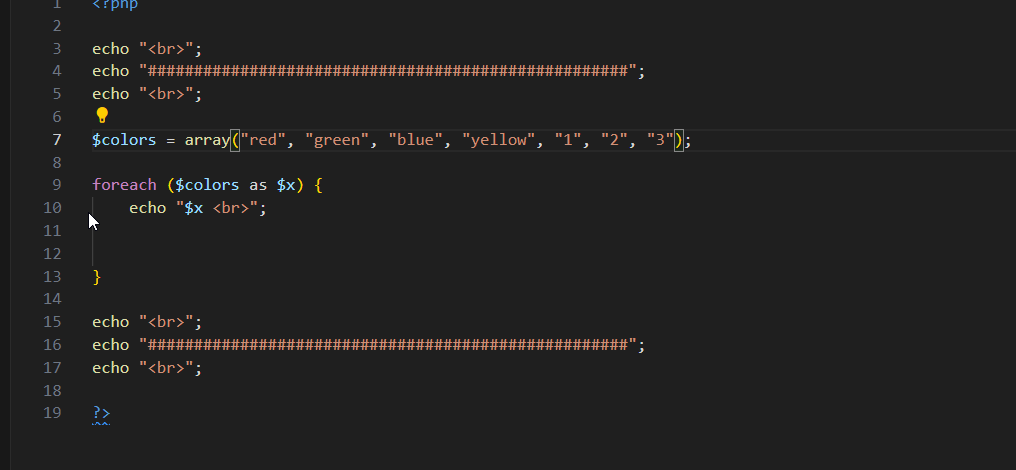 1 <?php
2
3 echo "<br>";
4 echo "####################################################";
5 echo "<br>";
6
7 $colors = array("red", "green", "blue", "yellow", "1", "2", "3");
8
9 foreach ($colors as $x) {
10     echo "$x <br>";
11
12
13 }
14
15 echo "<br>";
16 echo "####################################################";
17 echo "<br>";
18
19 ?>